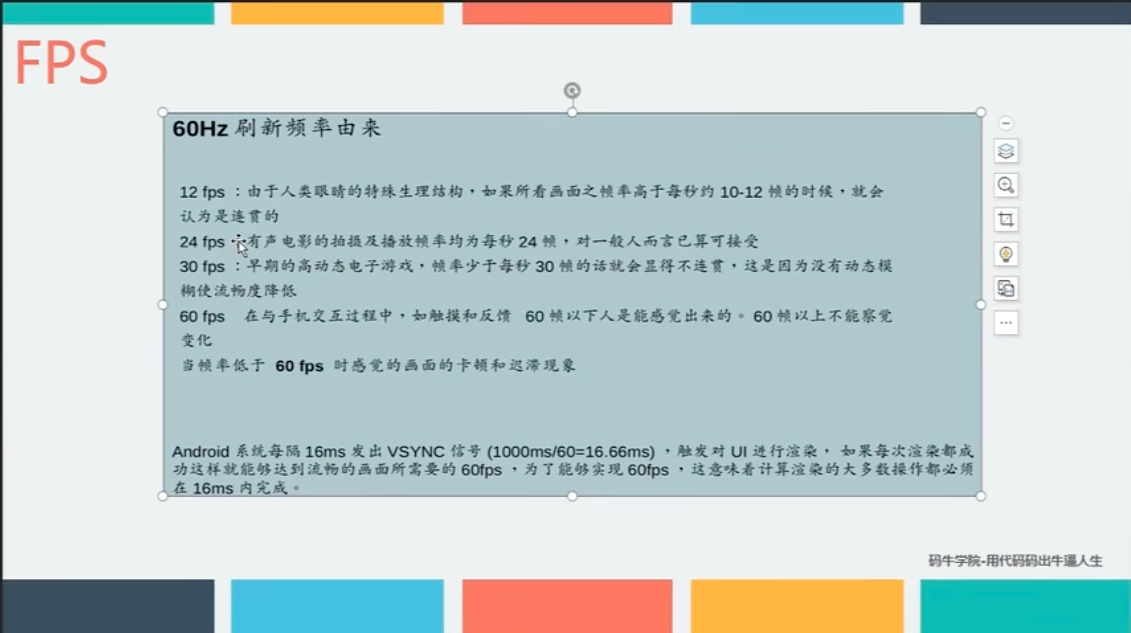 FPS
60Hz 刷新频率由来
12 fps ：由于人类眼睛的特殊生理结构，如果所看画面之帧率高于每秒约 10-12 帧的时候，就会
认为是连贯的
24 fps ：有声电影的拍摄及播放帧率均为每秒 24 帧，对一般人而言已算可接受
30 fps ：早期的高动态电子游戏，帧率少于每秒 30 帧的话就会显得不连贯，这是因为没有动态模
糊使流畅度降低
60 fps 在与手机交互过程中，如触摸和反馈 60 帧以下人是能感觉出来的。 60 帧以上不能察觉
变化
当帧率低于 60 fps 时感觉的画面的卡顿和迟滞现象
Android 系统每隔 16ms 发出 VSYNC 信号 (1000ms/60=16.66ms) ，触发对 UI 进行渲染， 如果每次渲染都成
功这样就能够达到流畅的画面所需要的 60fps ，为了能够实现 60fps ，这意味着计算渲染的大多数操作都必须
在 16ms 内完成。
码牛学院-用代码码出牛逼人生